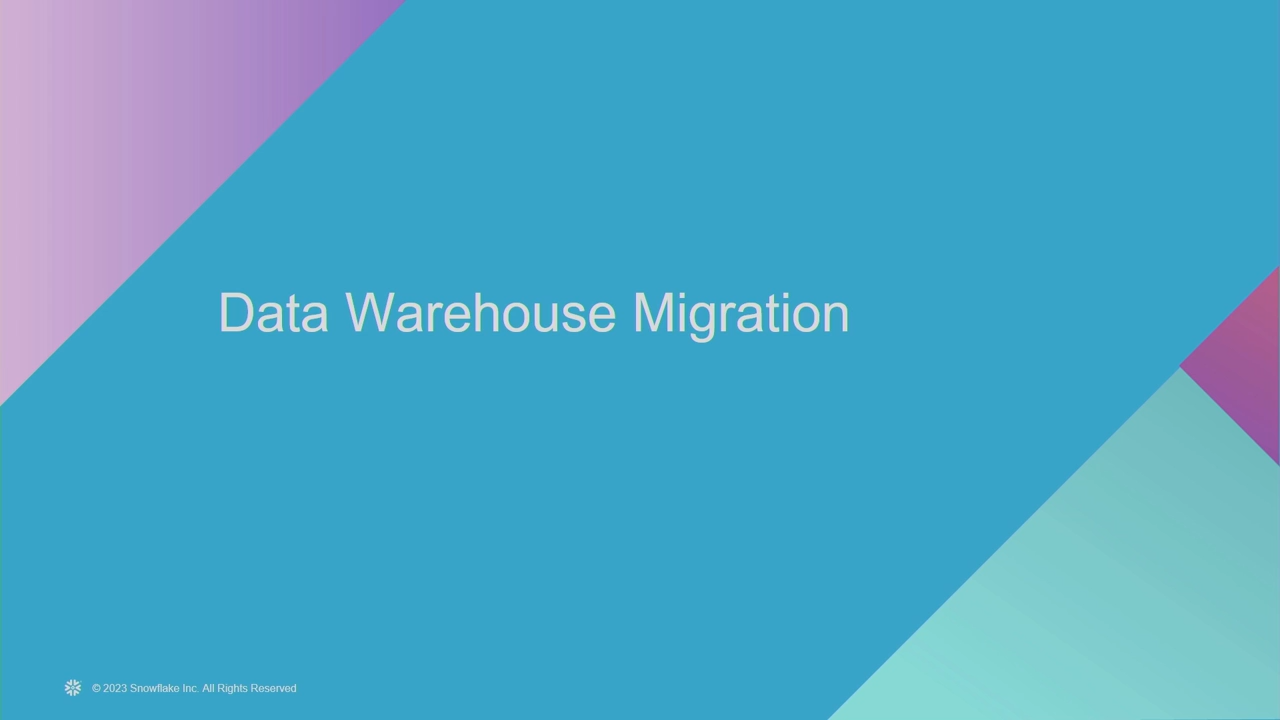 Data Warehouse Migration
© 2023 Snowflake Inc. All Rights Reserved